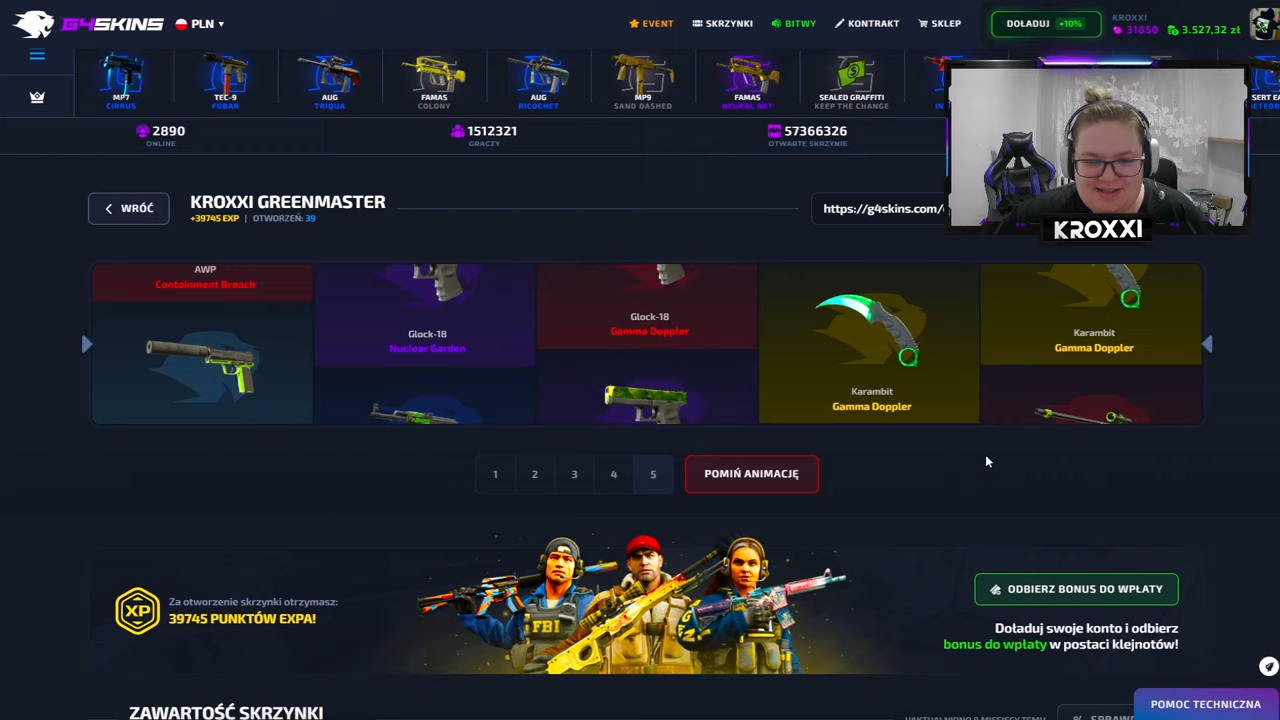 G4SKINS
PLN
EVENT
SKRZYNKI
BITWY
KONTRAKT
SKLEP
DOŁADUJ +10%
KROXXI
31850
3.527,32 zł
MP7
CIRRUS
TEC-9
FUBAR
AUG
TRIQUA
FAMAS
COLONY
AUG
RICOCHET
MP9
SAND DASHED
FAMAS
NEURAL NET
SEALED GRAFFITI
KEEP THE CHANGE
2890
ONLINE
1512321
GRACZY
57366326
OTWARTE SKRZYNIE
KROXXI
WRÓĆ
KROXXI GREENMASTER
+39745 EXP | OTWORZEŃ: 39
https://g4skins.com/
AWP
Containment Breach
Glock-18
Nuclear Garden
Glock-18
Gamma Doppler
Karambit
Gamma Doppler
Karambit
Gamma Doppler
1 2 3 4 5
POMIŃ ANIMACJĘ
XP
Za otworzenie skrzynki otrzymasz:
39745 PUNKTÓW EXPA!
FBI
ODBIERZ BONUS DO WPŁATY
Doładuj swoje konto i odbierz
bonus do wpłaty w postaci klejnotów!
ZAWARTOŚĆ SKRZYNKI
POMOC TECHNICZNA